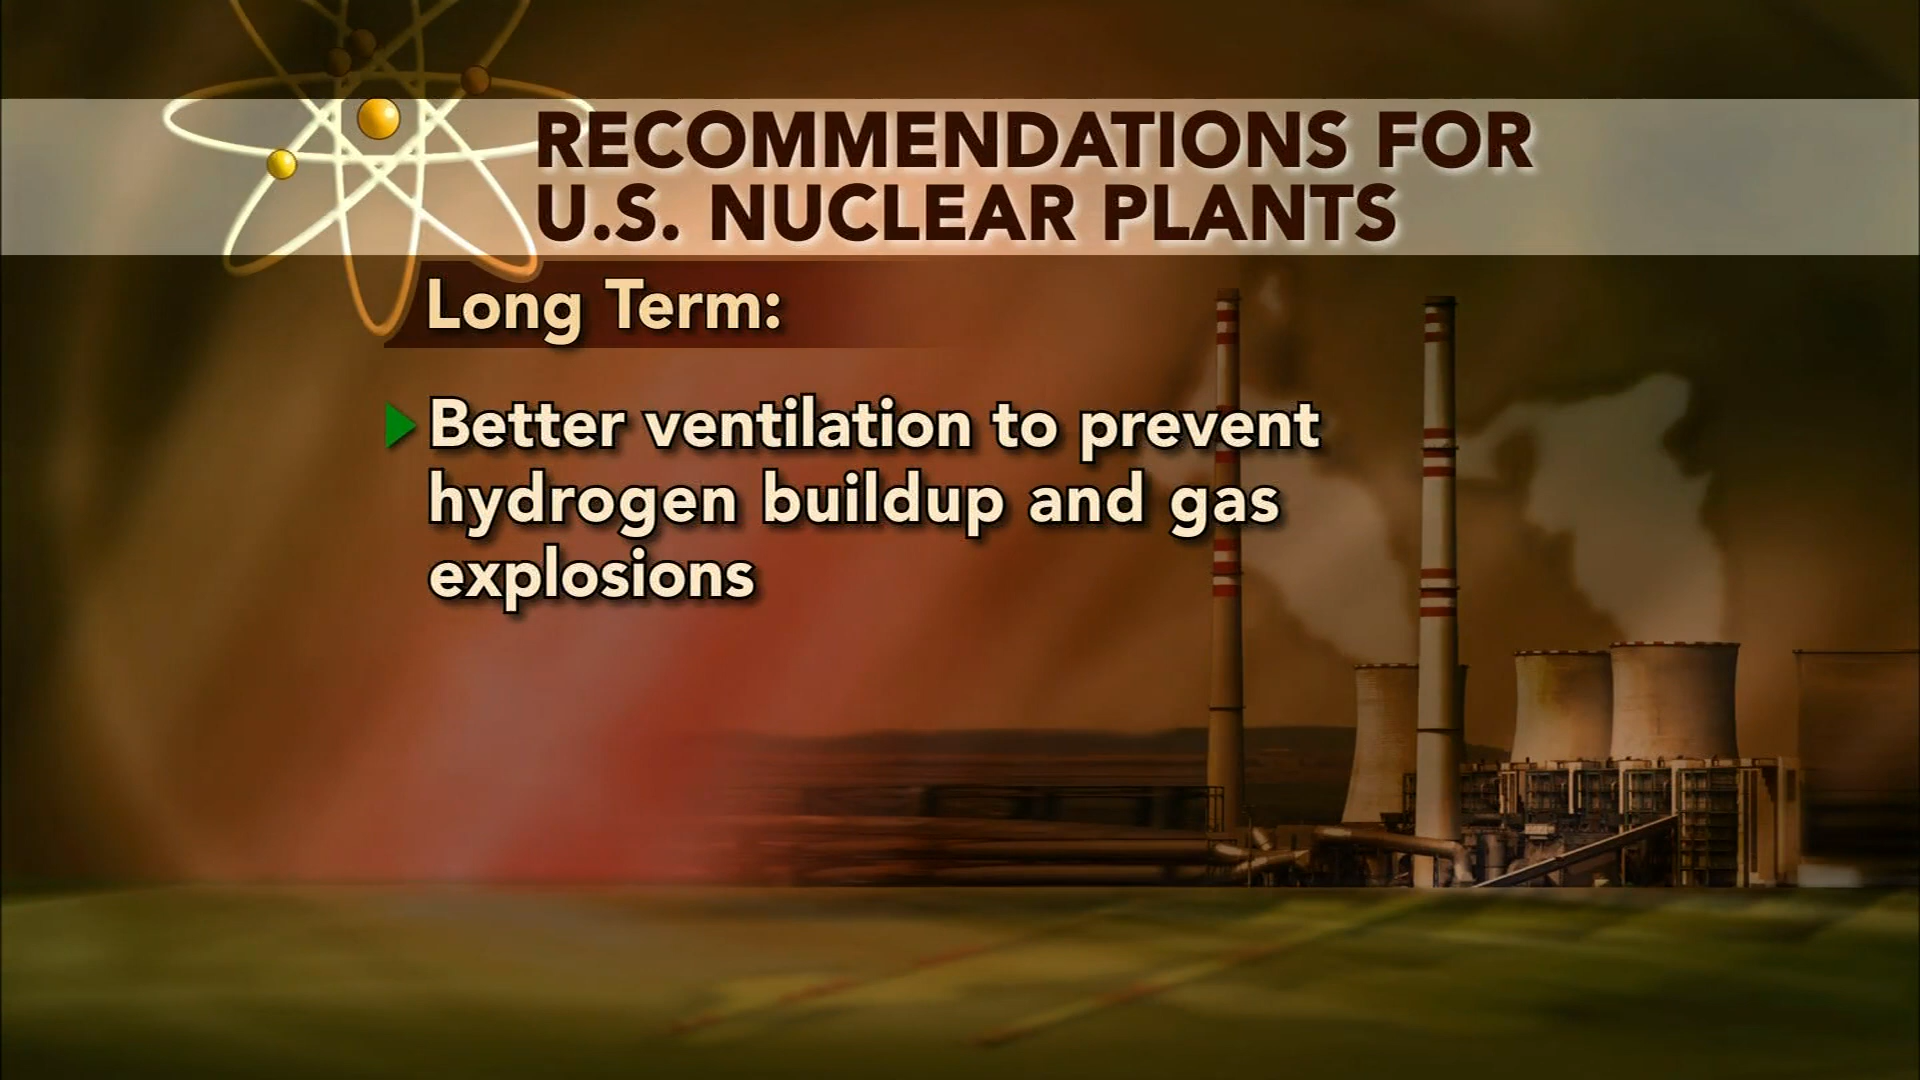 RECOMMENDATIONS FOR
U.S. NUCLEAR PLANTS
Long Term:
Better ventilation to prevent
hydrogen buildup and gas
explosions